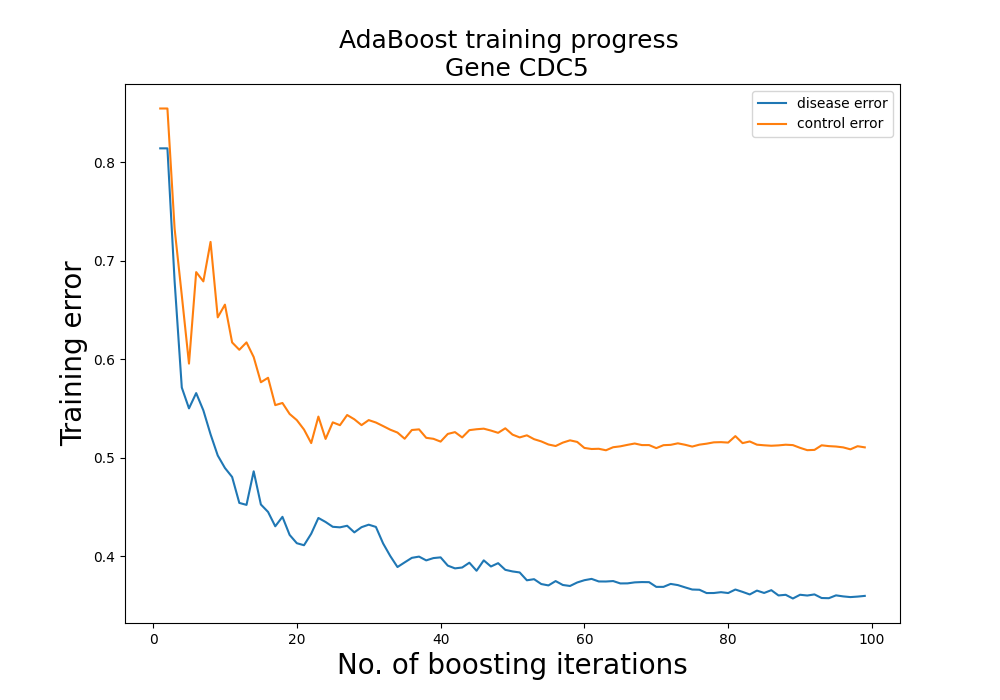 AdaBoost training progress
Gene CDC5
disease error
control error
Training error
0.8
0.7
0.6
0.5
0.4
0
20
40
60
80
100
No. of boosting iterations